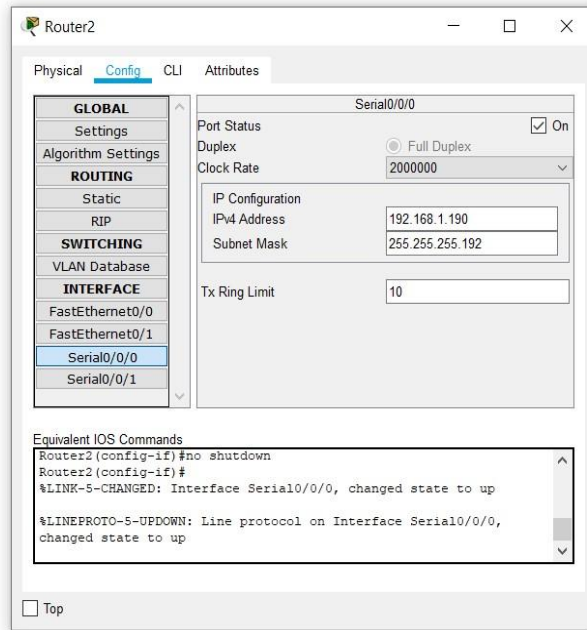 Router2
Physical Config CLI Attributes
GLOBAL
Settings
Algorithm Settings
ROUTING
Static
RIP
SWITCHING
VLAN Database
INTERFACE
FastEthernet0/0
FastEthernet0/1
Serial0/0/0
Serial0/0/1
Serial0/0/0
Port Status On
Duplex Full Duplex
Clock Rate 2000000
IP Configuration
IPv4 Address 192.168.1.190
Subnet Mask 255.255.255.192
Tx Ring Limit 10
Equivalent IOS Commands
Router2(config-if)#no shutdown
Router2(config-if)#
%LINK-5-CHANGED: Interface Serial0/0/0, changed state to up
%LINEPROTO-5-UPDOWN: Line protocol on Interface Serial0/0/0,
changed state to up
Top